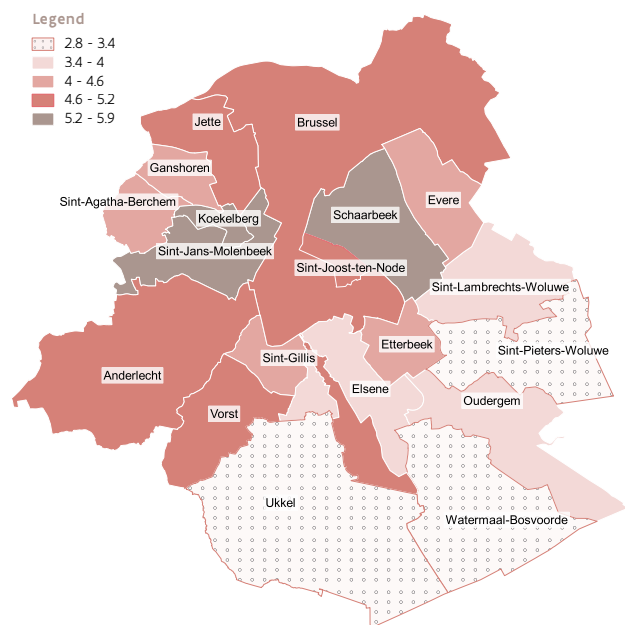 Legend
2.8 - 3.4
3.4 - 4
4 - 4.6
4.6 - 5.2
5.2 - 5.9
Jette
Brussel
Ganshoren
Sint-Agatha-Berchem
Evere
Koekelberg
Schaarbeek
Sint-Jans-Molenbeek
Sint-Joost-ten-Node
Sint-Lambrechts-Woluwe
Etterbeek
Sint-Pieters-Woluwe
Sint-Gillis
Anderlecht
Elsene
Oudergem
Vorst
Ukkel
Watermaal-Bosvoorde